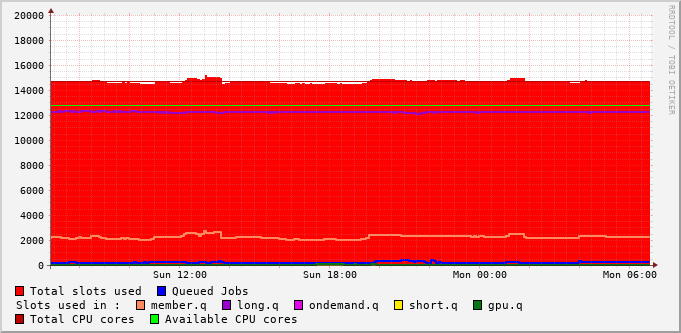 RRDTOOL / TOBI OETIKER
20000
18000
16000
14000
12000
10000
8000
6000
4000
2000
0
Sun 12:00 Sun 18:00 Mon 00:00 Mon 06:00
Total slots used Queued Jobs
Slots used in : member.q long.q ondemand.q short.q gpu.q
Total CPU cores Available CPU cores